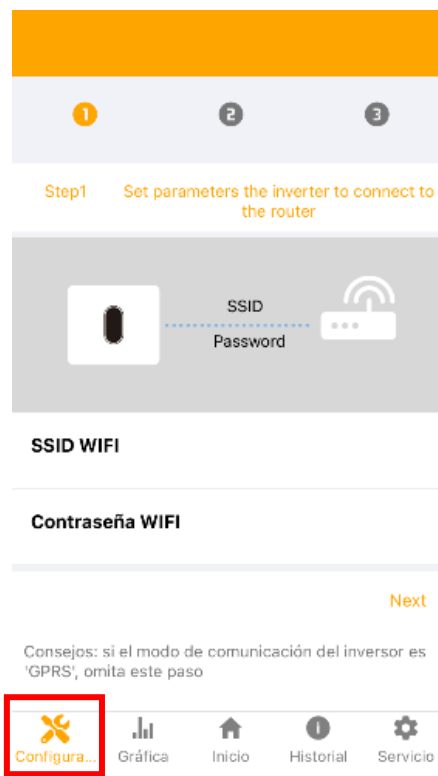 1 2 3
Step1 Set parameters the inverter to connect to
the router
SSID
Password
SSID WIFI
Contraseña WIFI
Next
Consejos: si el modo de comunicación del inversor es
'GPRS', omita este paso
Configura... Gráfica Inicio Historial Servicio